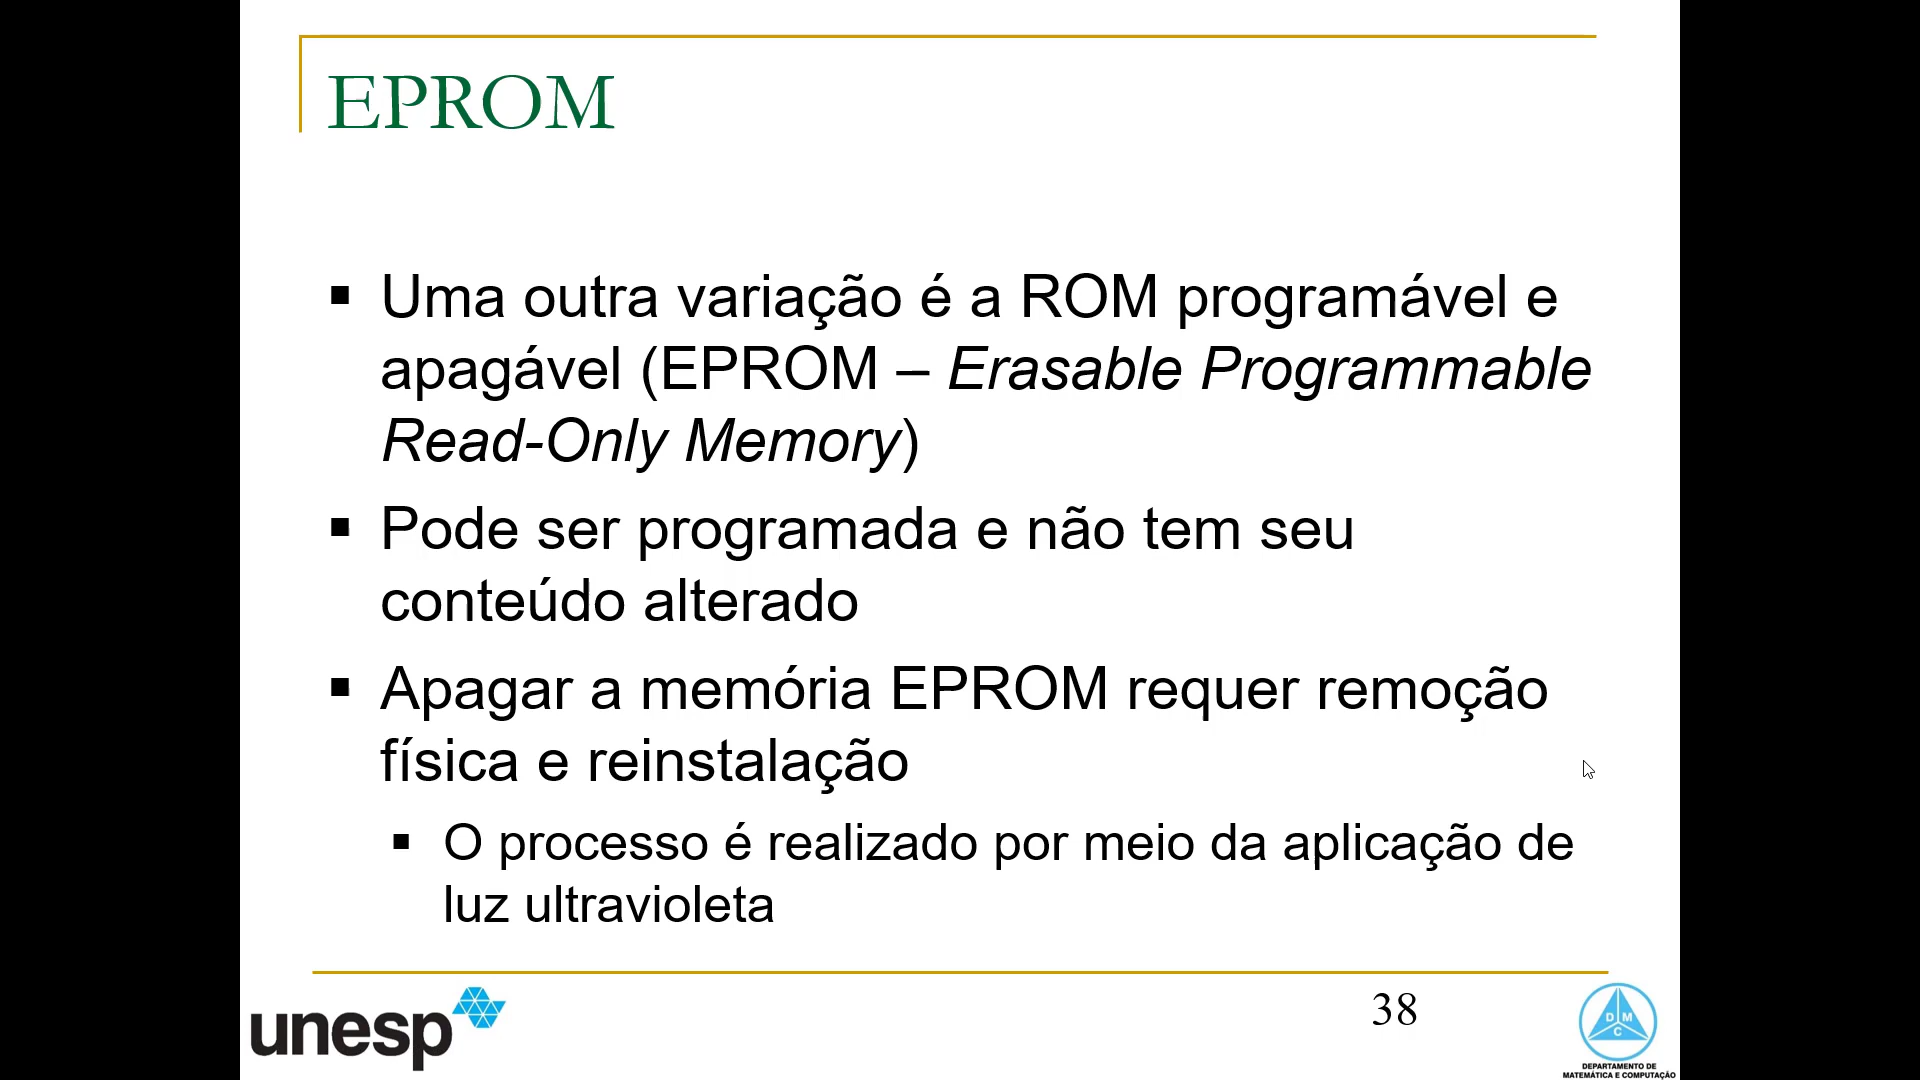 EPROM
▪ Uma outra variação é a ROM programável e
apagável (EPROM – Erasable Programmable
Read-Only Memory)
▪ Pode ser programada e não tem seu
conteúdo alterado
▪ Apagar a memória EPROM requer remoção
física e reinstalação
▪ O processo é realizado por meio da aplicação de
luz ultravioleta
unesp
38
D M
C
DEPARTAMENTO DE
MATEMÁTICA E COMPUTAÇÃO